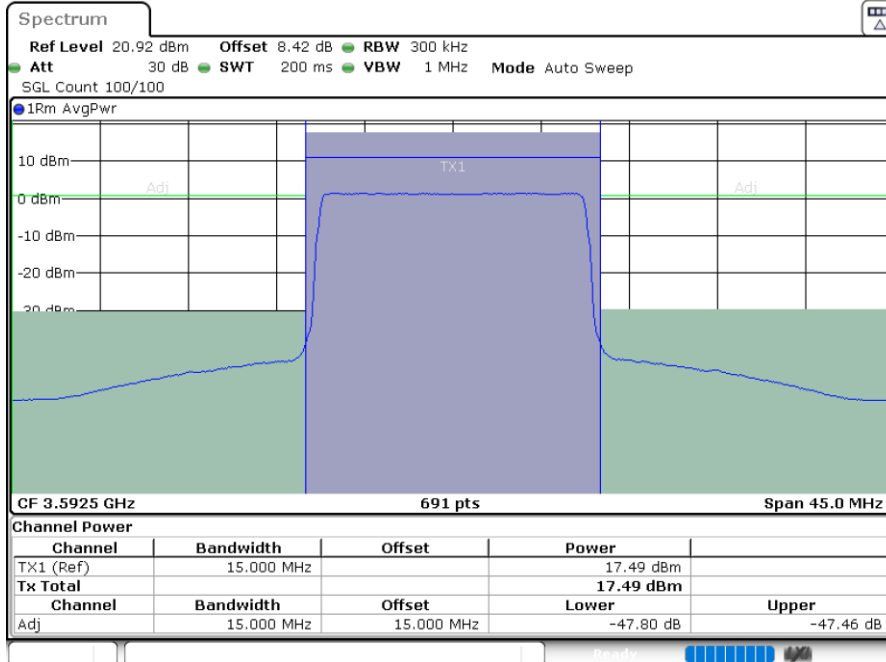 Spectrum
Ref Level 20.92 dBm Offset 8.42 dB RBW 300 kHz
Att 30 dB SWT 200 ms VBW 1 MHz Mode Auto Sweep
SGL Count 100/100
1Rm AvgPwr
10 dBm
TX1
Adj
Adj
0 dBm
-10 dBm
-20 dBm
-30 dBm
CF 3.5925 GHz 691 pts Span 45.0 MHz
Channel Power
Channel Bandwidth Offset Power
TX1 (Ref) 15.000 MHz 17.49 dBm
Tx Total 17.49 dBm
Channel Bandwidth Offset Lower Upper
Adj 15.000 MHz 15.000 MHz -47.80 dB -47.46 dB
Ready